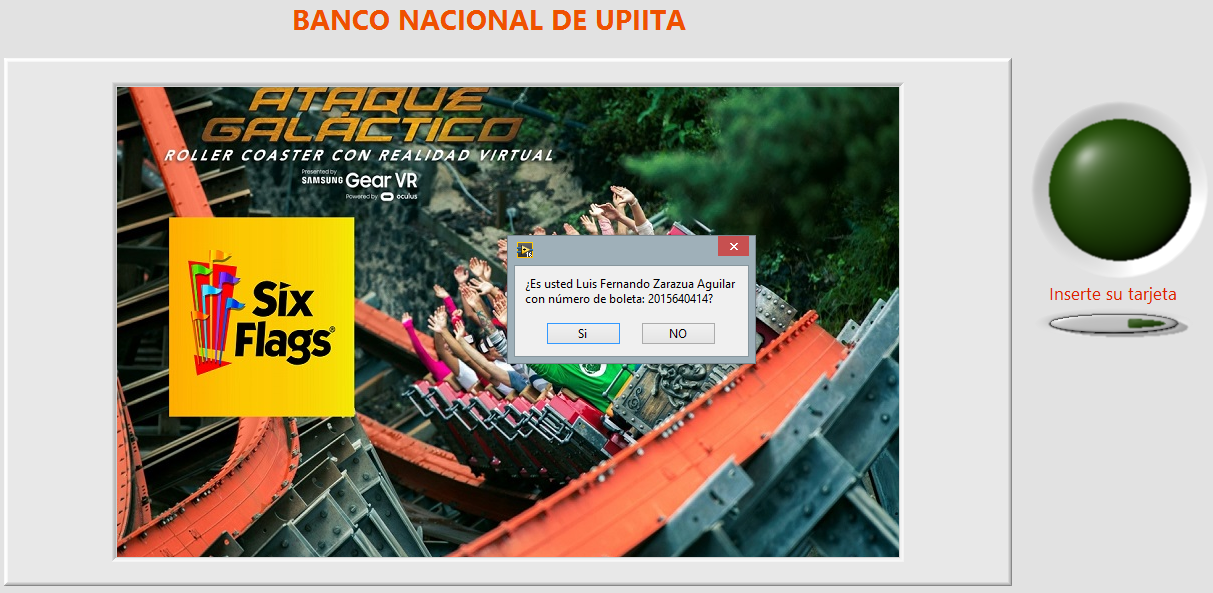 BANCO NACIONAL DE UPIITA
ATAQUE
GALÁCTICO
ROLLER COASTER CON REALIDAD VIRTUAL
Presented by
SAMSUNG Gear VR
Powered by oculus
Six
Flags®
¿Es usted Luis Fernando Zarazua Aguilar
con número de boleta: 2015640414?
Si NO
Inserte su tarjeta